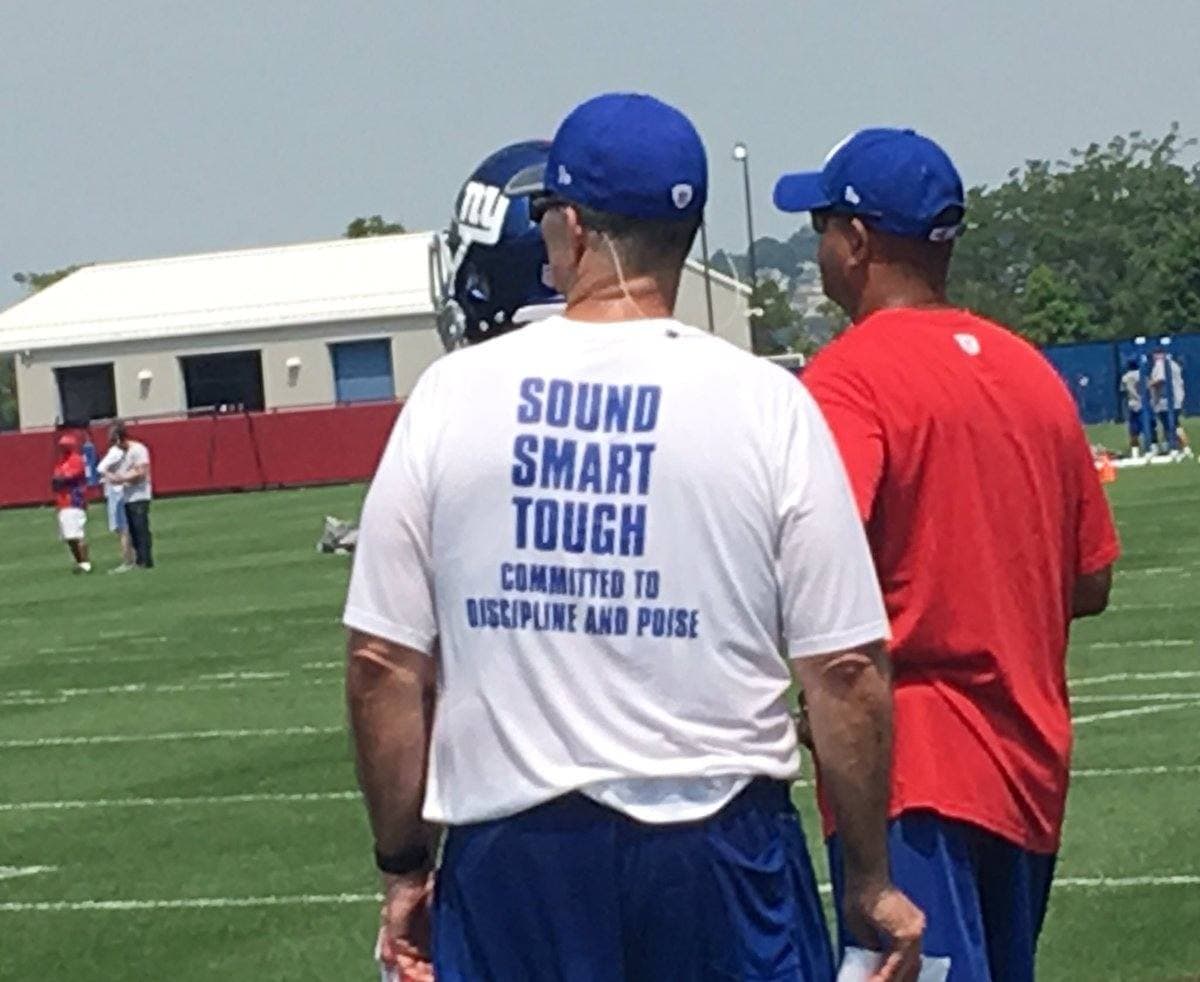 ny
SOUND
SMART
TOUGH
COMMITTED TO
DISCIPLINE AND POISE